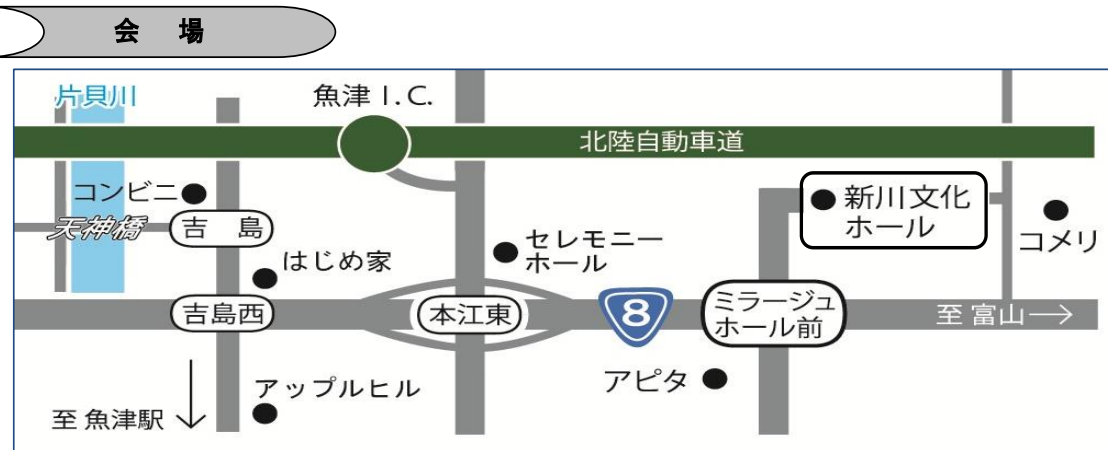 会 場
片貝川
魚津 I.C.
北陸自動車道
コンビニ
天神橋
吉 島
はじめ家
セレモニー
ホール
新川文化
ホール
コメリ
吉島西
本江東
8
ミラージュ
ホール前
至 富山→
アップルヒル
アピタ
至 魚津駅